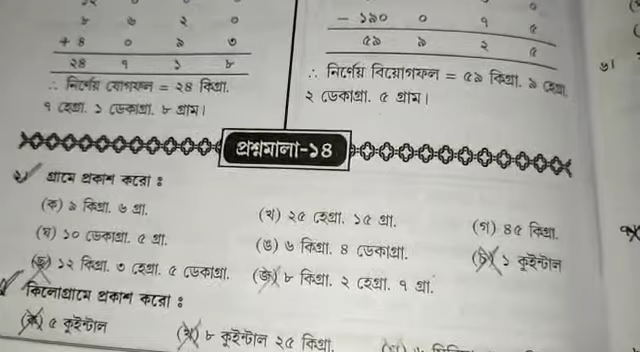 ৮ ৬ ২ ০
+ ৪ ০ ৯ ৩
২৪ ৭ ১ ৮
∴ নির্ণেয় যোগফল = ২৪ কিগ্রা.
৭ হেগ্রা. ১ ডেকাগ্রা. ৮ গ্রাম।
− ১৯০ ০ ৭ ৫
৫৯ ৯ ২ ৫
∴ নির্ণেয় বিয়োগফল = ৫৯ কিগ্রা. ৯ হেগ্রা.
২ ডেকাগ্রা. ৫ গ্রাম।
প্রশ্নমালা-১৪
গ্রামে প্রকাশ করো :
(ক) ৯ কিগ্রা. ৬ গ্রা.
(খ) ২৫ হেগ্রা. ১৫ গ্রা.
(গ) ৪৫ কিগ্রা.
(ঘ) ১০ ডেকাগ্রা. ৫ গ্রা.
(ঙ) ৬ কিগ্রা. ৪ ডেকাগ্রা.
(চ) ১ কুইন্টাল
(ছ) ১২ কিগ্রা. ৩ হেগ্রা. ৫ ডেকাগ্রা.
(জ) ৮ কিগ্রা. ২ হেগ্রা. ৭ গ্রা.
কিলোগ্রামে প্রকাশ করো :
(ক) ৫ কুইন্টাল
(খ) ৮ কুইন্টাল ২৫ কিগ্রা.
৬।